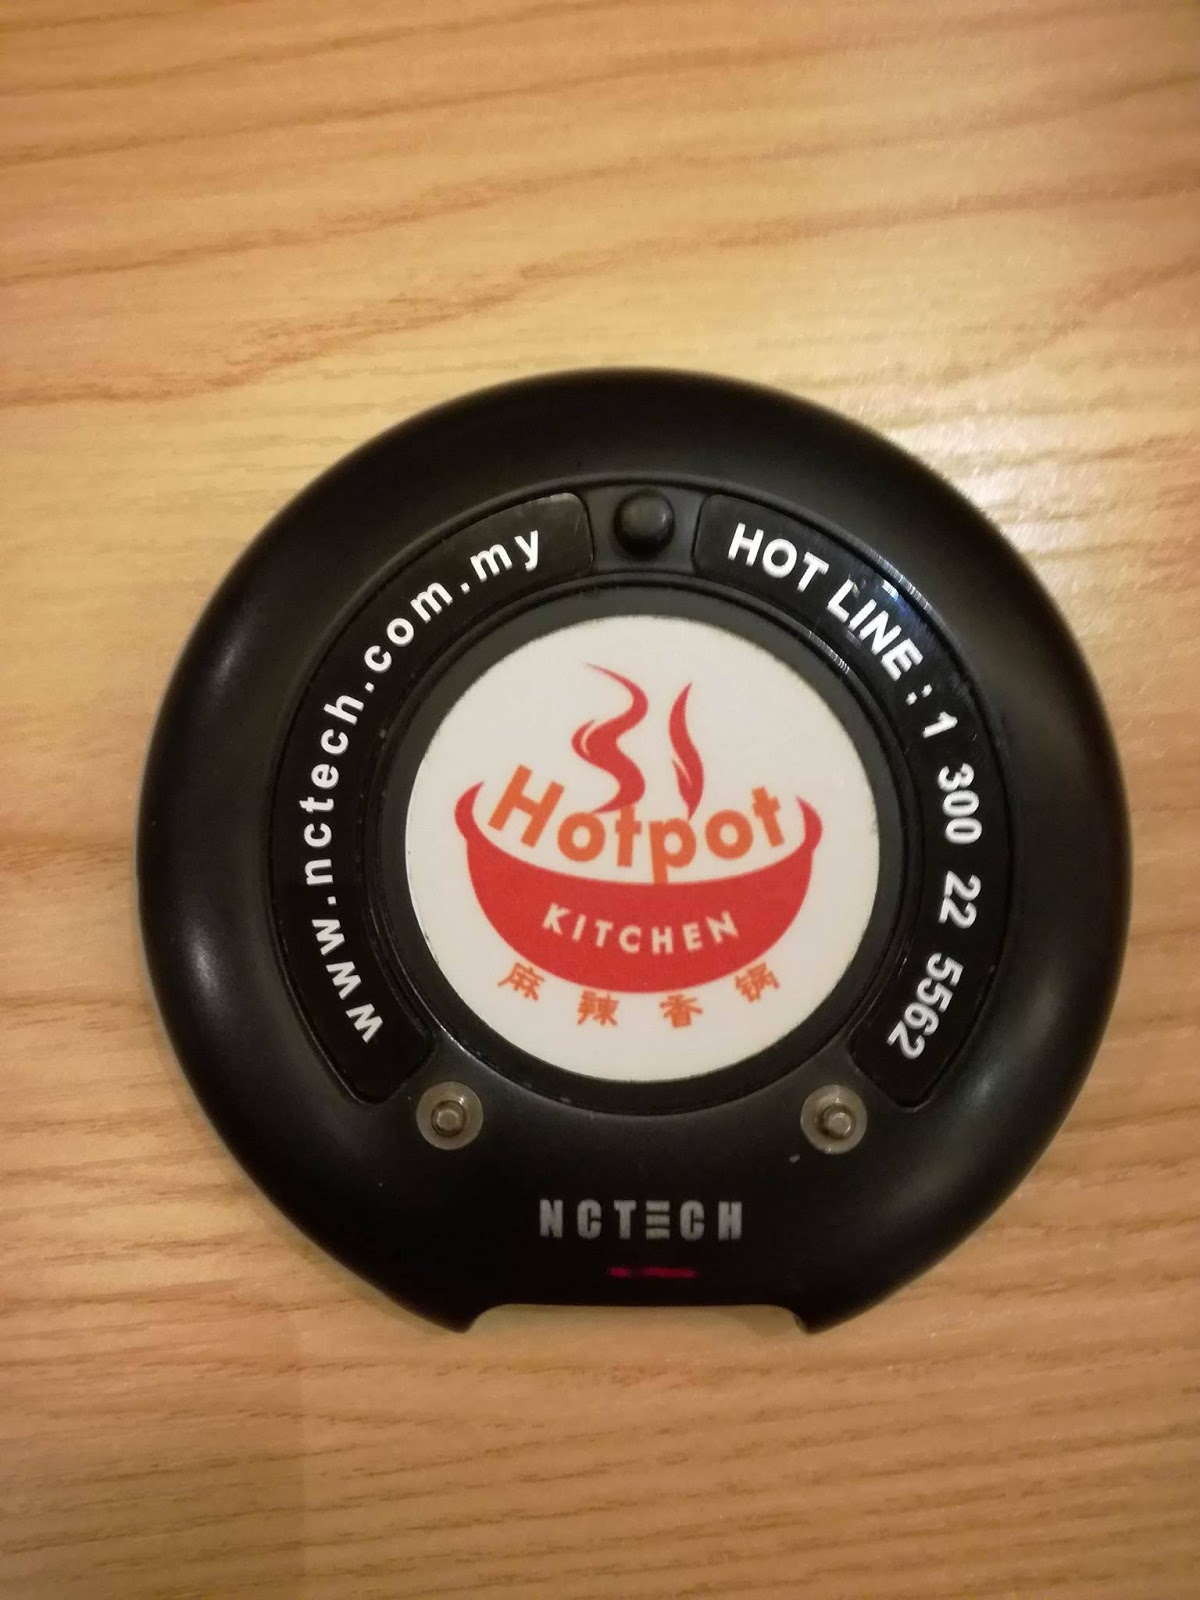 www.nctech.com.my
HOT LINE : 1 300 22 5562
Hotpot
KITCHEN
麻辣香锅
NCTECH